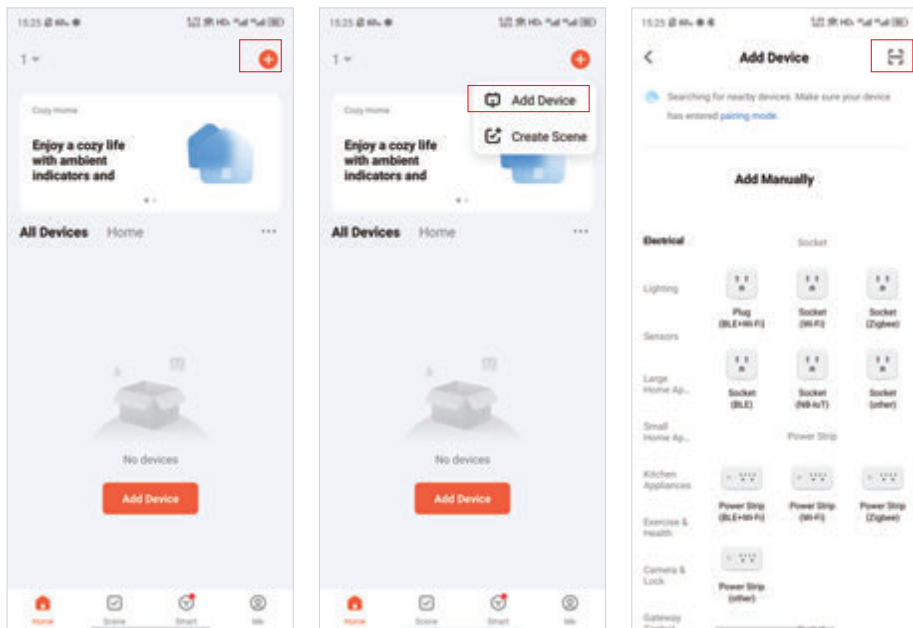 15:25
1
Cozy Home
Enjoy a cozy life
with ambient
indicators and
All Devices Home
No devices
Add Device
Home Scene Smart Me
15:25
1
Add Device
Create Scene
Cozy Home
Enjoy a cozy life
with ambient
indicators and
All Devices Home
No devices
Add Device
Home Scene Smart Me
15:25
Add Device
Searching for nearby devices. Make sure your device
has entered pairing mode.
Add Manually
Electrical
Lighting
Sensors
Large
Home Ap...
Small
Home Ap...
Kitchen
Appliances
Exercise &
Health
Camera &
Lock
Gateway
Socket
Plug
(BLE+Wi-Fi)
Socket
(Wi-Fi)
Socket
(Zigbee)
Socket
(BLE)
Socket
(NB-IoT)
Socket
(other)
Power Strip
Power Strip
(BLE+Wi-Fi)
Power Strip
(Wi-Fi)
Power Strip
(Zigbee)
Power Strip
(other)